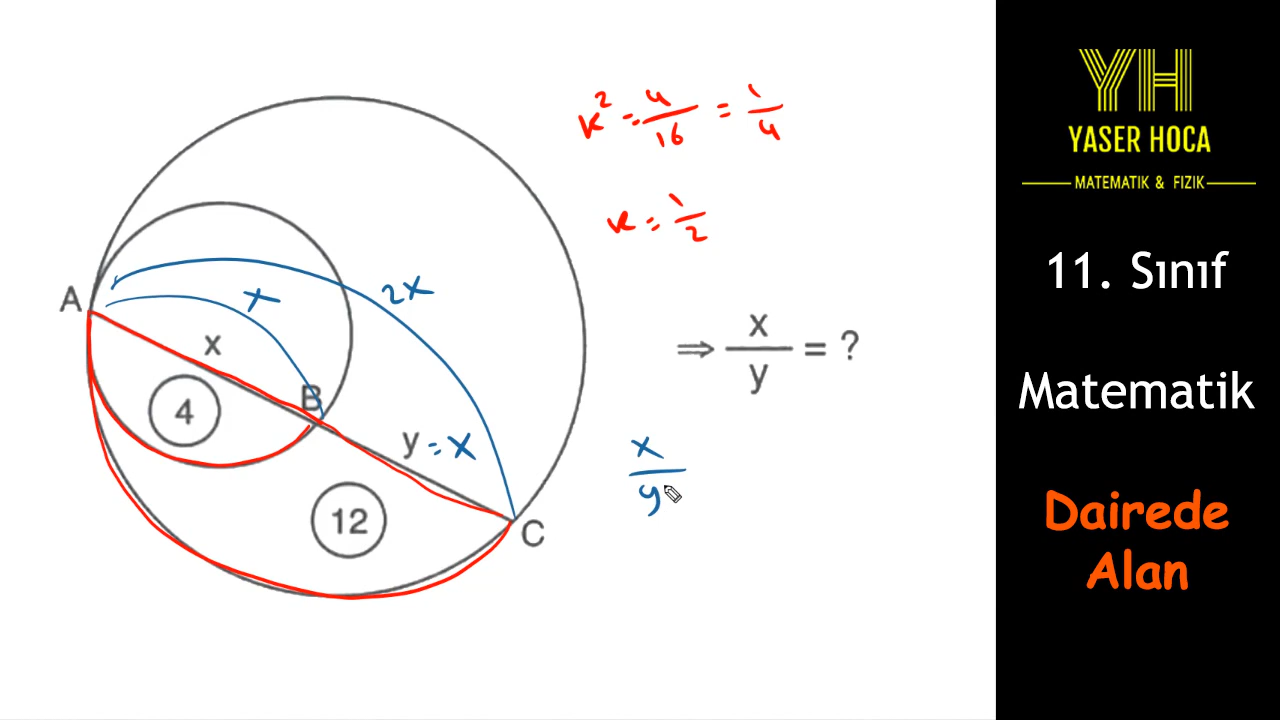 k² = 4/16 = 1/4
k = 1/2
2x
x
A
x
B
4
y = x
12
C
⇒ x/y = ?
x/y
YH
YASER HOCA
MATEMATIK & FIZIK
11. Sınıf
Matematik
Dairede
Alan